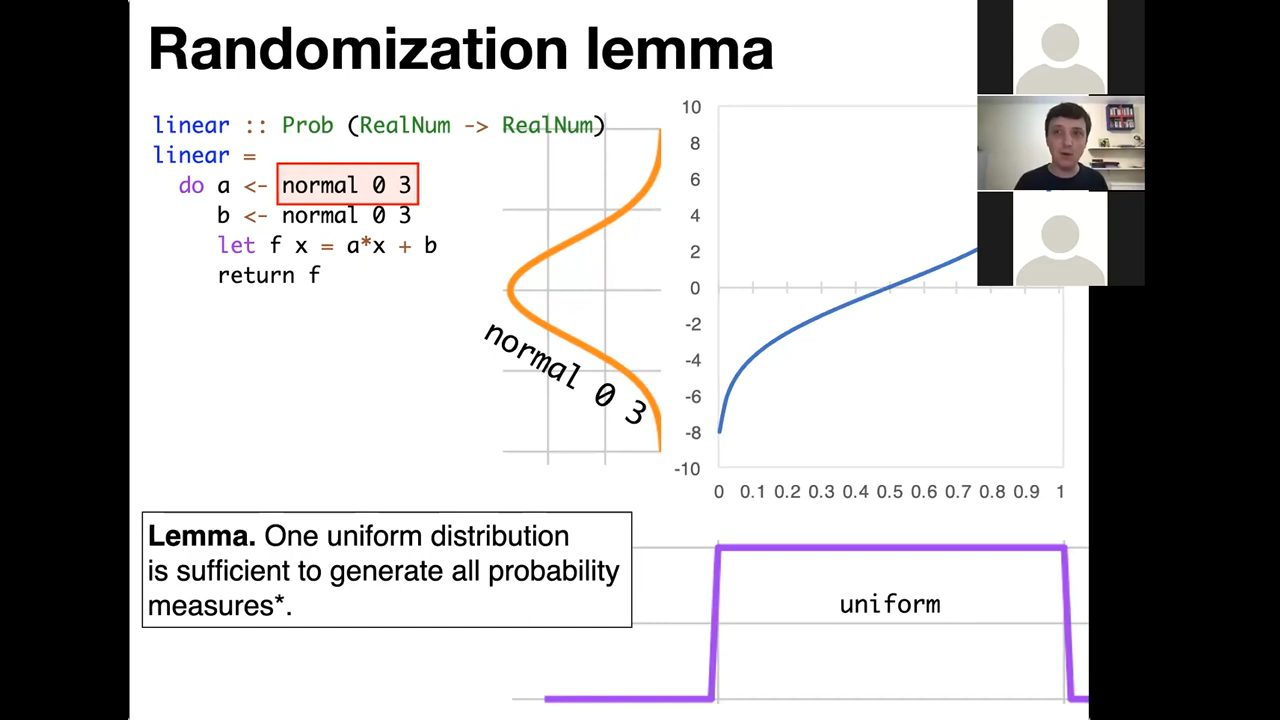 Randomization lemma
linear :: Prob (RealNum -> RealNum)
linear =
do a <- normal 0 3
b <- normal 0 3
let f x = a*x + b
return f
normal 0 3
10
8
6
4
2
0
-2
-4
-6
-8
-10
0 0.1 0.2 0.3 0.4 0.5 0.6 0.7 0.8 0.9 1
Lemma. One uniform distribution
is sufficient to generate all probability
measures*.
uniform